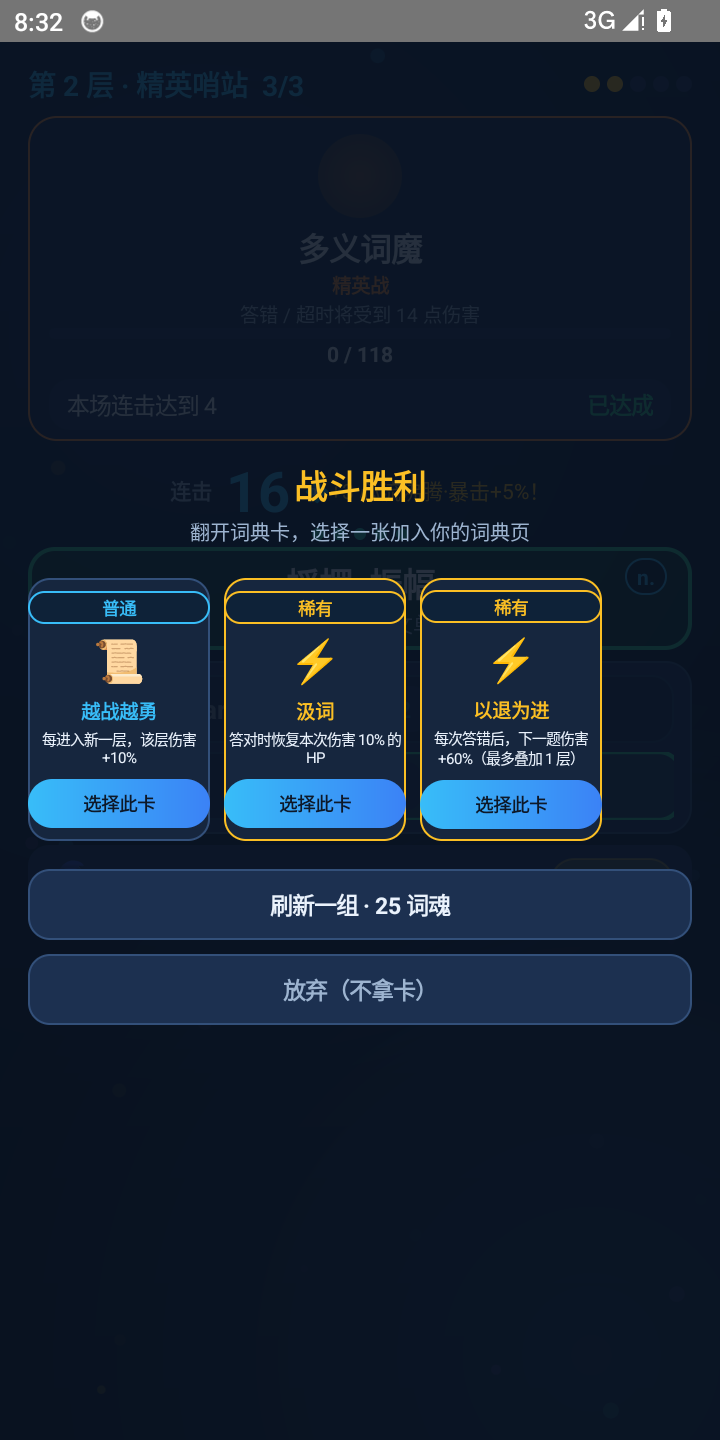 8:32
3G
第 2 层 · 精英哨站 3/3
多义词魔
精英战
答错 / 超时将受到 14 点伤害
0 / 118
本场连击达到 4
已达成
连击 16
腾·暴击+5%!
战斗胜利
翻开词典卡，选择一张加入你的词典页
n.
普通
越战越勇
每进入新一层，该层伤害
+10%
选择此卡
稀有
汲词
答对时恢复本次伤害 10% 的
HP
选择此卡
稀有
以退为进
每次答错后，下一题伤害
+60%（最多叠加 1 层）
选择此卡
刷新一组 · 25 词魂
放弃（不拿卡）